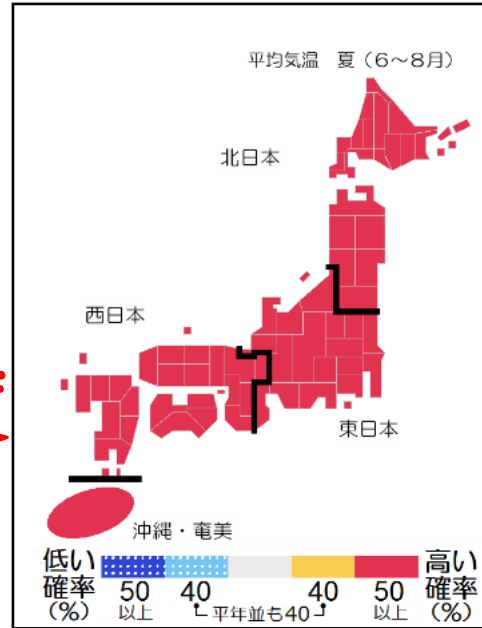 平均気温 夏(6~8月)
北日本
西日本
東日本
沖縄・奄美
低い 高い
確率 50 40 40 50 確率
(%) 以上 平年並も40 以上 (%)